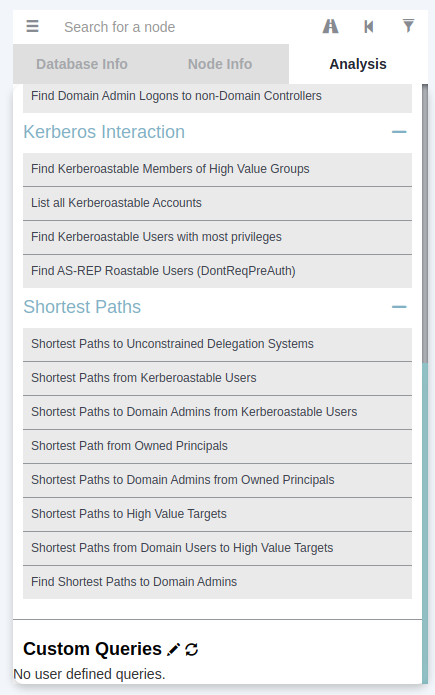 Search for a node
Database Info
Node Info
Analysis
Find Domain Admin Logons to non-Domain Controllers
Kerberos Interaction
Find Kerberoastable Members of High Value Groups
List all Kerberoastable Accounts
Find Kerberoastable Users with most privileges
Find AS-REP Roastable Users (DontReqPreAuth)
Shortest Paths
Shortest Paths to Unconstrained Delegation Systems
Shortest Paths from Kerberoastable Users
Shortest Paths to Domain Admins from Kerberoastable Users
Shortest Path from Owned Principals
Shortest Paths to Domain Admins from Owned Principals
Shortest Paths to High Value Targets
Shortest Paths from Domain Users to High Value Targets
Find Shortest Paths to Domain Admins
Custom Queries
No user defined queries.